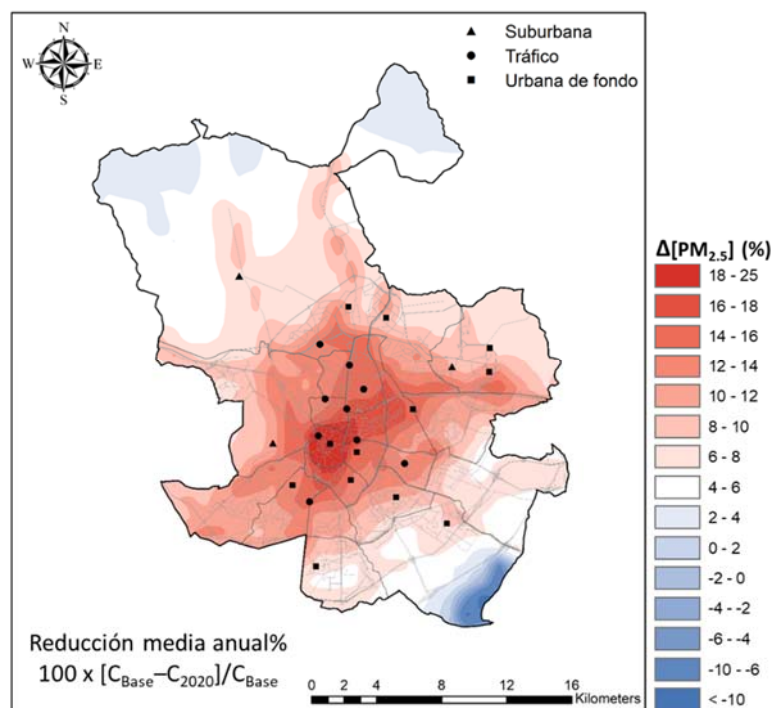 N
W E
S
Suburbana
Tráfico
Urbana de fondo
Δ[PM2.5] (%)
18 - 25
16 - 18
14 - 16
12 - 14
10 - 12
8 - 10
6 - 8
4 - 6
2 - 4
0 - 2
-2 - 0
-4 - -2
-6 - -4
-10 - -6
< -10
Reducción media anual%
100 x [CBase–C2020]/CBase
0 2 4 8 12 16
Kilometers